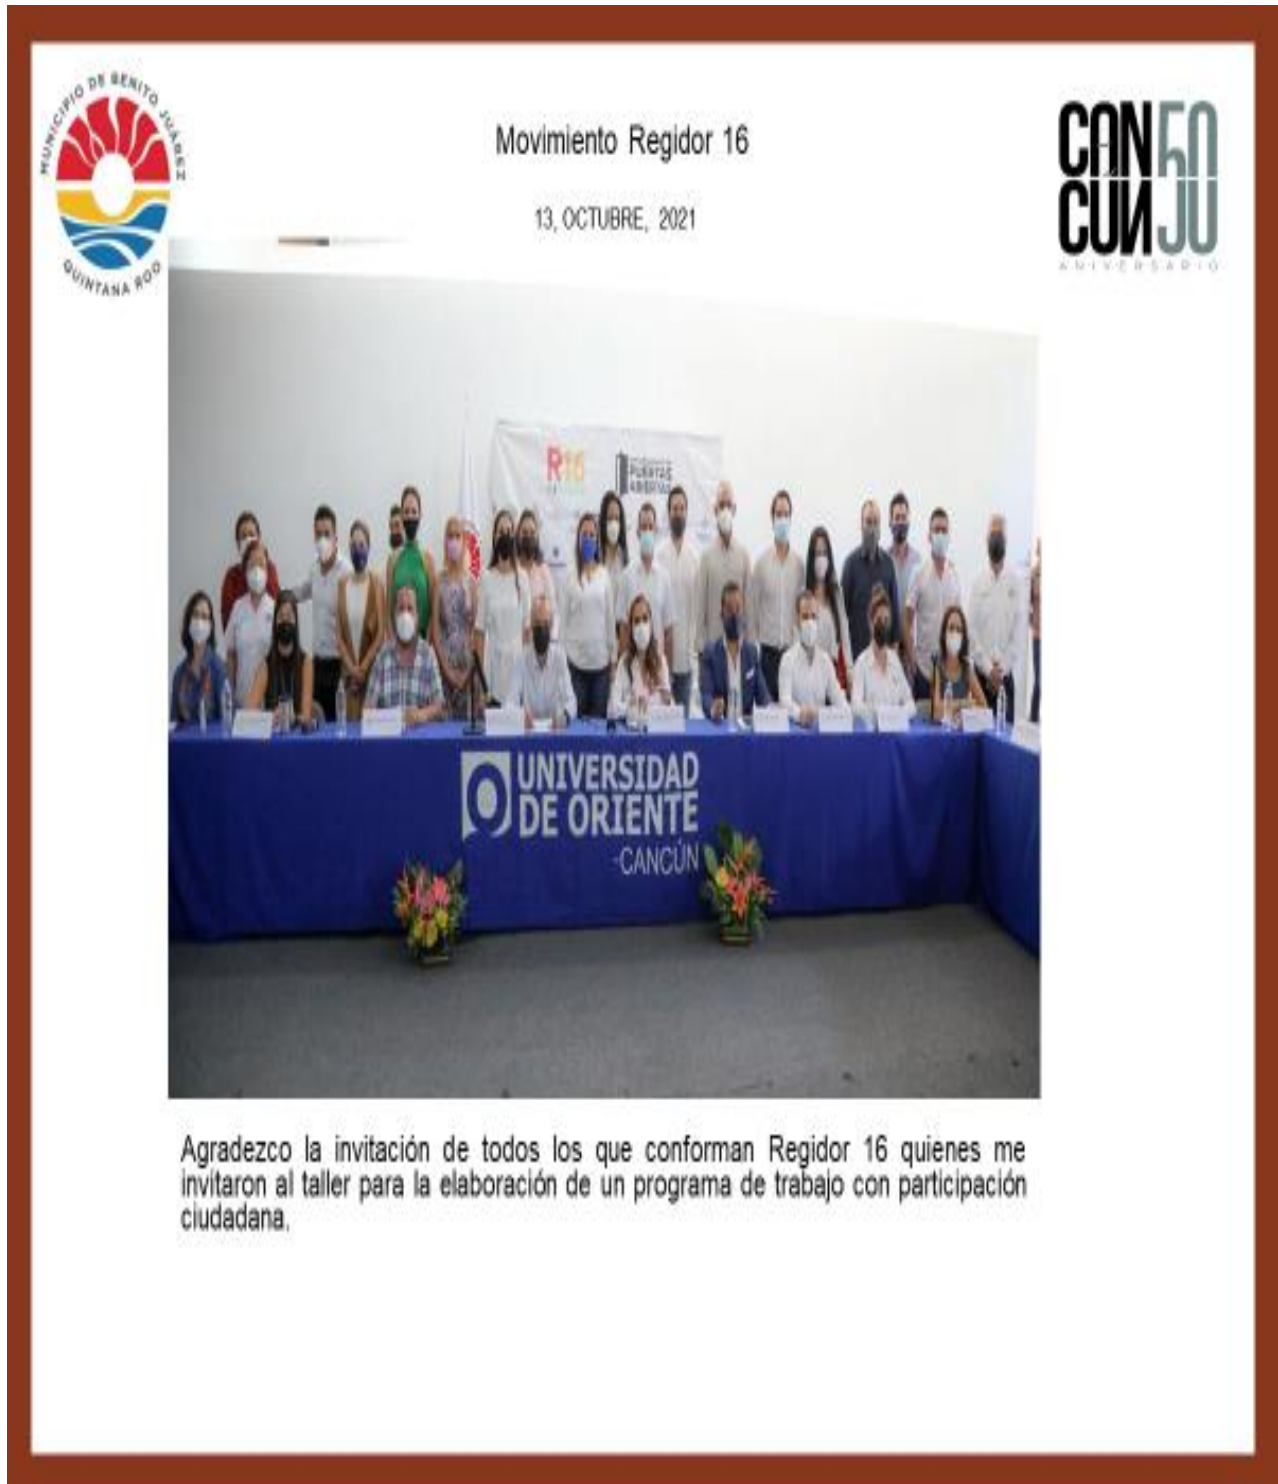 MUNICIPIO DE BENITO JUÁREZ
QUINTANA ROO
Movimiento Regidor 16
13, OCTUBRE, 2021
CAN
CÚN
50
ANIVERSARIO
R16
PUERTAS
ABIERTAS
UNIVERSIDAD
DE ORIENTE
-CANCÚN
Agradezco la invitación de todos los que conforman Regidor 16 quienes me
invitaron al taller para la elaboración de un programa de trabajo con participación
ciudadana.